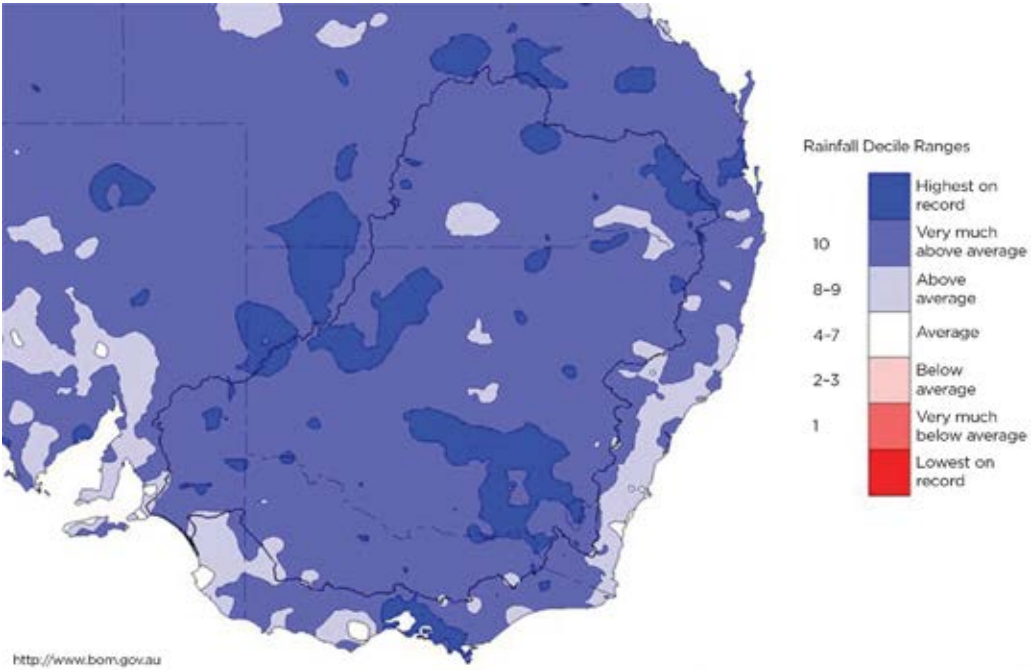 Rainfall Decile Ranges
Highest on
record
10
Very much
above average
8–9
Above
average
4–7
Average
2–3
Below
average
1
Very much
below average
Lowest on
record
http://www.bom.gov.au